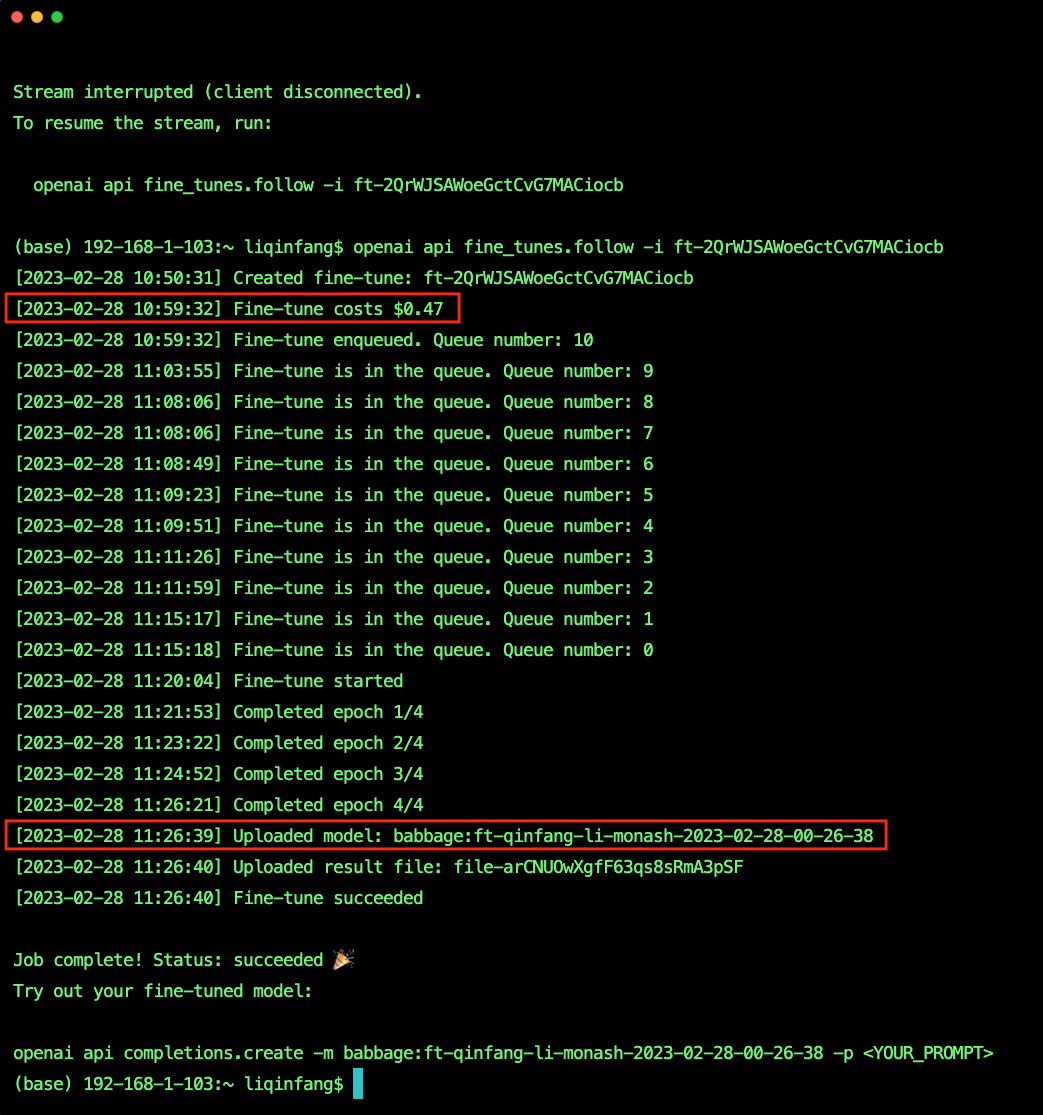 Stream interrupted (client disconnected).
To resume the stream, run:
openai api fine_tunes.follow -i ft-2QrWJSAWoeGctCvG7MACiocb
(base) 192-168-1-103:~ liqinfang$ openai api fine_tunes.follow -i ft-2QrWJSAWoeGctCvG7MACiocb
[2023-02-28 10:50:31] Created fine-tune: ft-2QrWJSAWoeGctCvG7MACiocb
[2023-02-28 10:59:32] Fine-tune costs $0.47
[2023-02-28 10:59:32] Fine-tune enqueued. Queue number: 10
[2023-02-28 11:03:55] Fine-tune is in the queue. Queue number: 9
[2023-02-28 11:08:06] Fine-tune is in the queue. Queue number: 8
[2023-02-28 11:08:06] Fine-tune is in the queue. Queue number: 7
[2023-02-28 11:08:49] Fine-tune is in the queue. Queue number: 6
[2023-02-28 11:09:23] Fine-tune is in the queue. Queue number: 5
[2023-02-28 11:09:51] Fine-tune is in the queue. Queue number: 4
[2023-02-28 11:11:26] Fine-tune is in the queue. Queue number: 3
[2023-02-28 11:11:59] Fine-tune is in the queue. Queue number: 2
[2023-02-28 11:15:17] Fine-tune is in the queue. Queue number: 1
[2023-02-28 11:15:18] Fine-tune is in the queue. Queue number: 0
[2023-02-28 11:20:04] Fine-tune started
[2023-02-28 11:21:53] Completed epoch 1/4
[2023-02-28 11:23:22] Completed epoch 2/4
[2023-02-28 11:24:52] Completed epoch 3/4
[2023-02-28 11:26:21] Completed epoch 4/4
[2023-02-28 11:26:39] Uploaded model: babbage:ft-qinfang-li-monash-2023-02-28-00-26-38
[2023-02-28 11:26:40] Uploaded result file: file-arCNUOwXgfF63qs8sRmA3pSF
[2023-02-28 11:26:40] Fine-tune succeeded
Job complete! Status: succeeded 🎉
Try out your fine-tuned model:
openai api completions.create -m babbage:ft-qinfang-li-monash-2023-02-28-00-26-38 -p <YOUR_PROMPT>
(base) 192-168-1-103:~ liqinfang$